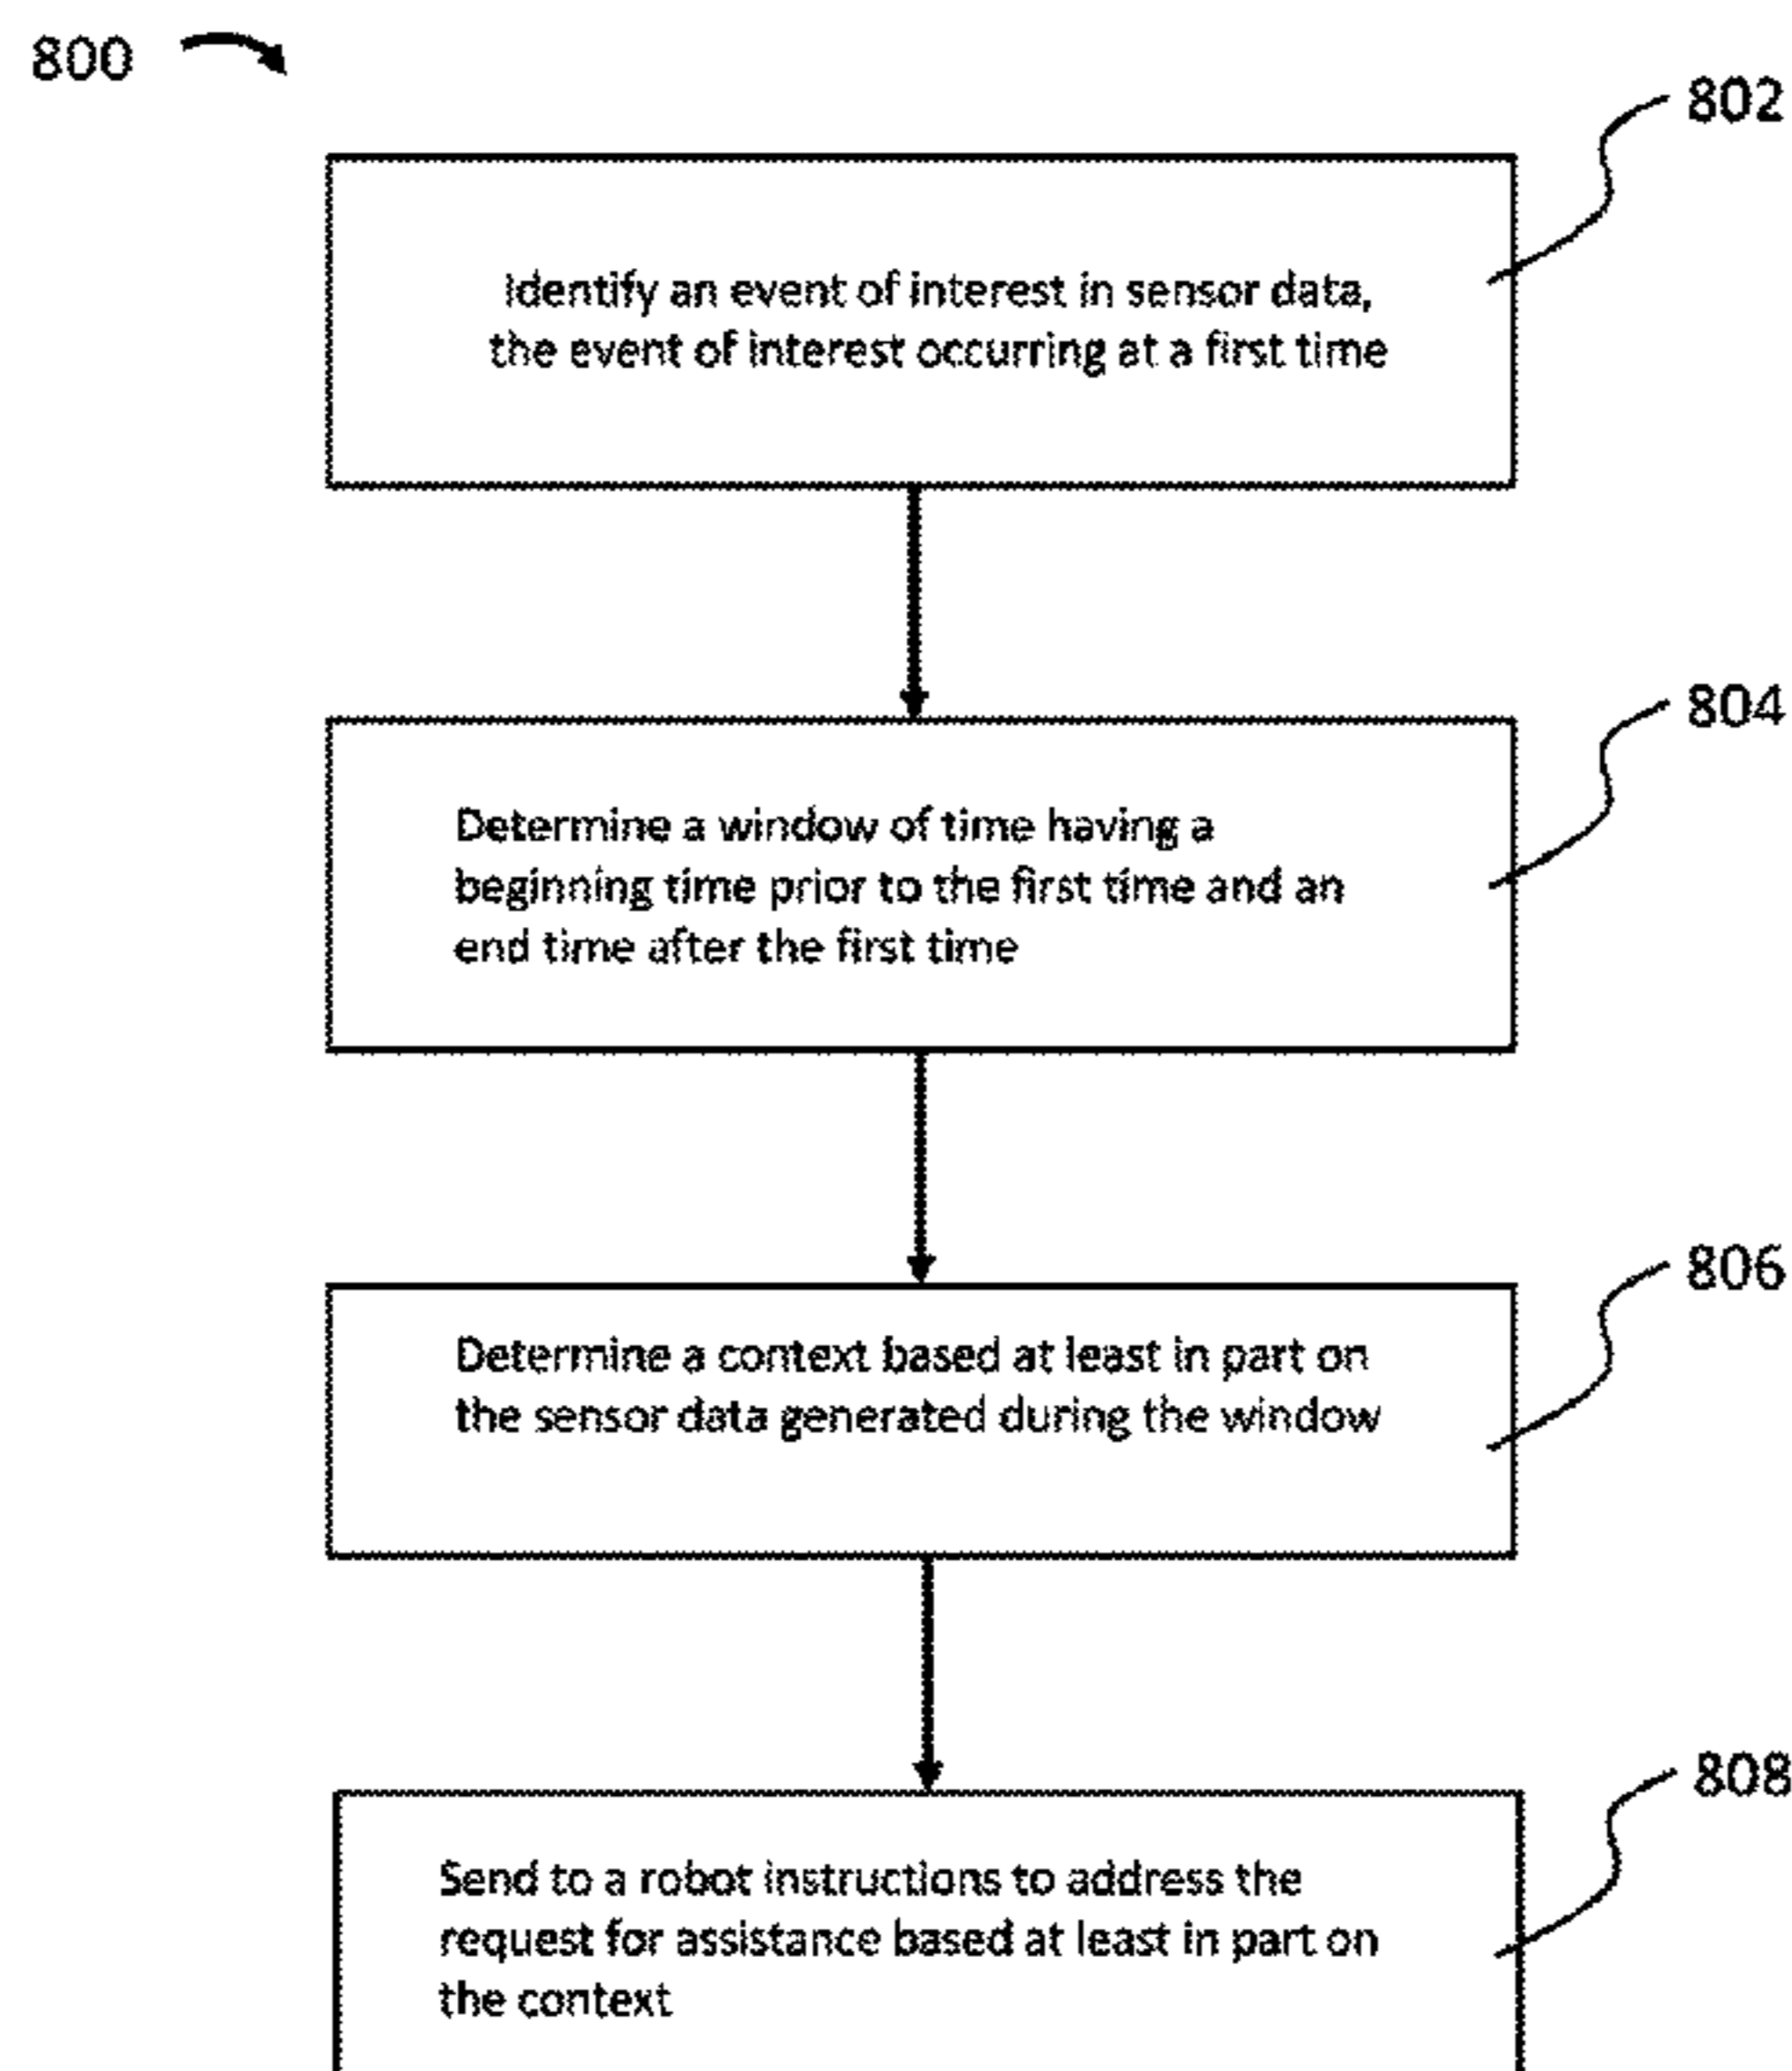 800
802
Identify an event of interest in sensor data,
the event of interest occurring at a first time
804
Determine a window of time having a
beginning time prior to the first time and an
end time after the first time
806
Determine a context based at least in part on
the sensor data generated during the window
808
Send to a robot instructions to address the
request for assistance based at least in part on
the context